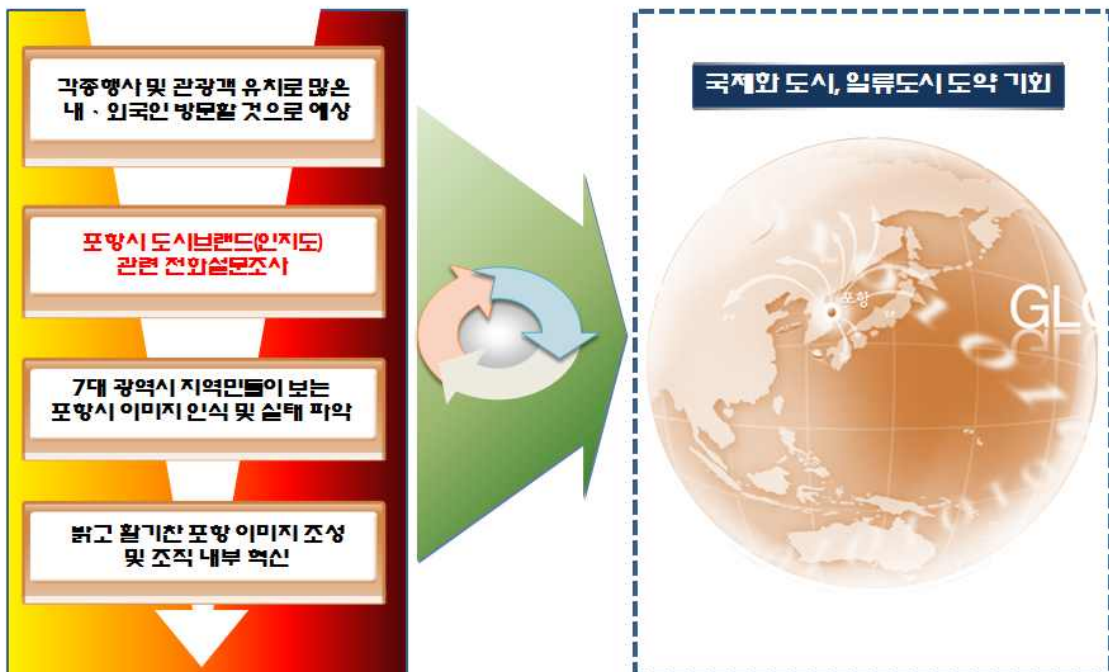 각종행사 및 관광객 유치로 많은
내 · 외국인 방문할 것으로 예상
포항시 도시브랜드(인지도)
관련 전화설문조사
7대 광역시 지역민들이 보는
포항시 이미지 인식 및 실태 파악
밝고 활기찬 포항 이미지 조성
및 조직 내부 혁신
국제화 도시, 일류도시 도약 기회
포항
GLO